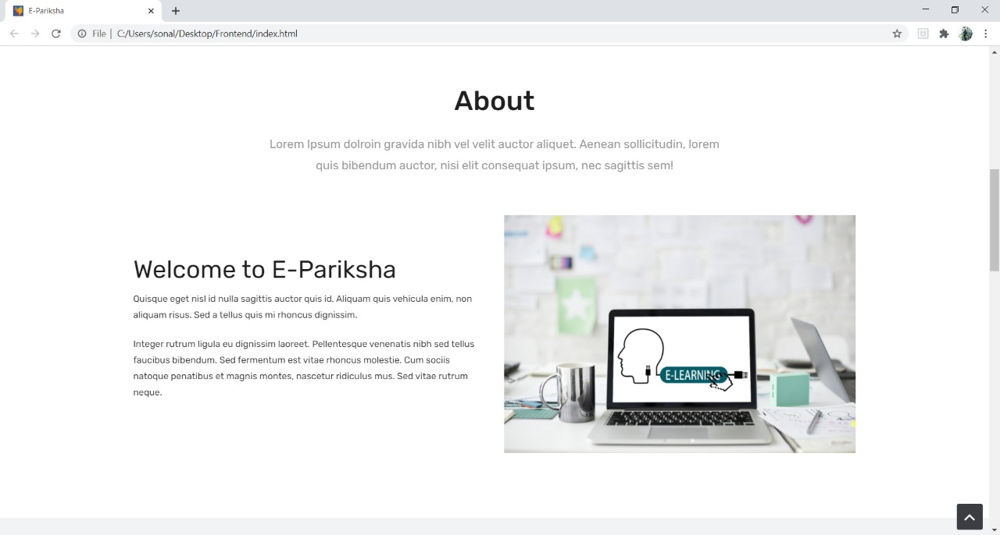 E-Pariksha
File | C:/Users/sonal/Desktop/Frontend/index.html
About
Lorem Ipsum dolroin gravida nibh vel velit auctor aliquet. Aenean sollicitudin, lorem
quis bibendum auctor, nisi elit consequat ipsum, nec sagittis sem!
Welcome to E-Pariksha
Quisque eget nisl id nulla sagittis auctor quis id. Aliquam quis vehicula enim, non
aliquam risus. Sed a tellus quis mi rhoncus dignissim.
Integer rutrum ligula eu dignissim laoreet. Pellentesque venenatis nibh sed tellus
faucibus bibendum. Sed fermentum est vitae rhoncus molestie. Cum sociis
natoque penatibus et magnis montes, nascetur ridiculus mus. Sed vitae rutrum
neque.
E-LEARNING